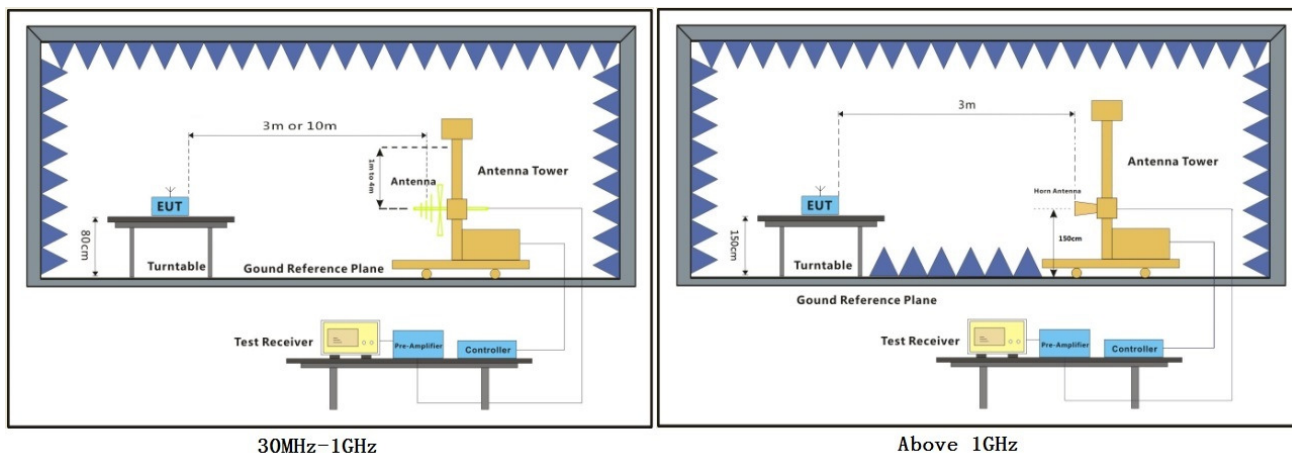 3m or 10m
1m to 4m
Antenna
Antenna Tower
EUT
80cm
Turntable
Gound Reference Plane
Test Receiver
Pre-Amplifier
Controller
30MHz-1GHz
3m
Antenna Tower
Horn Antenna
EUT
150cm
150cm
Turntable
Gound Reference Plane
Test Receiver
Pre-Amplifier
Controller
Above 1GHz